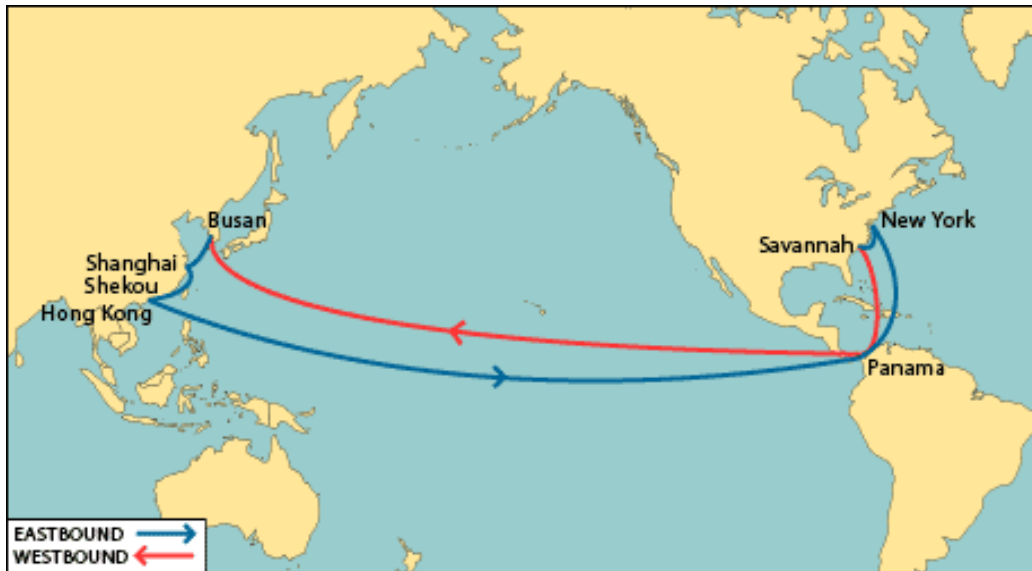 Busan
New York
Savannah
Shanghai
Shekou
Hong Kong
Panama
EASTBOUND
WESTBOUND